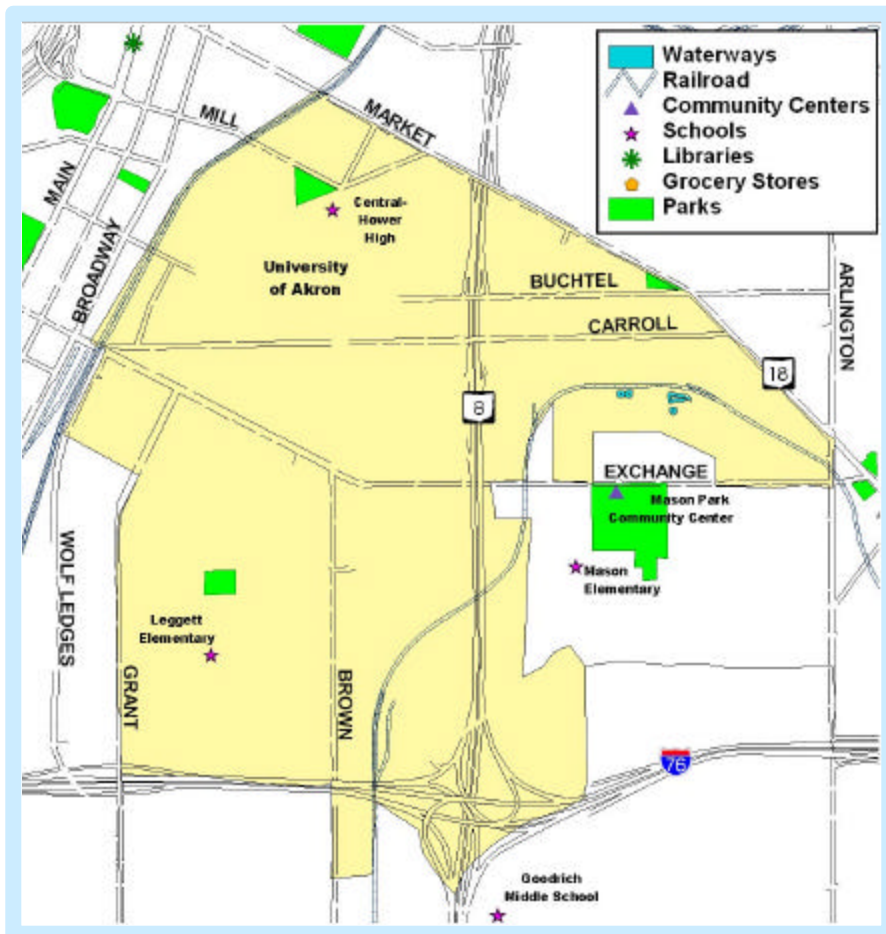 Waterways
Railroad
Community Centers
Schools
Libraries
Grocery Stores
Parks
MILL
MARKET
MAIN
BROADWAY
Central-
Hower
High
University
of Akron
BUCHTEL
CARROLL
ARLINGTON
18
8
EXCHANGE
Mason Park
Community Center
Mason
Elementary
WOLF LEDGES
Leggett
Elementary
GRANT
BROWN
76
Goodrich
Middle School